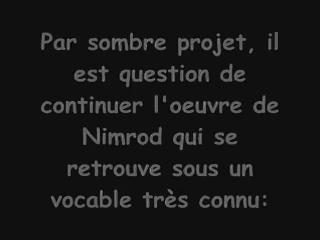 Par sombre projet, il
est question de
continuer l'oeuvre de
Nimrod qui se
retrouve sous un
vocable très connu: